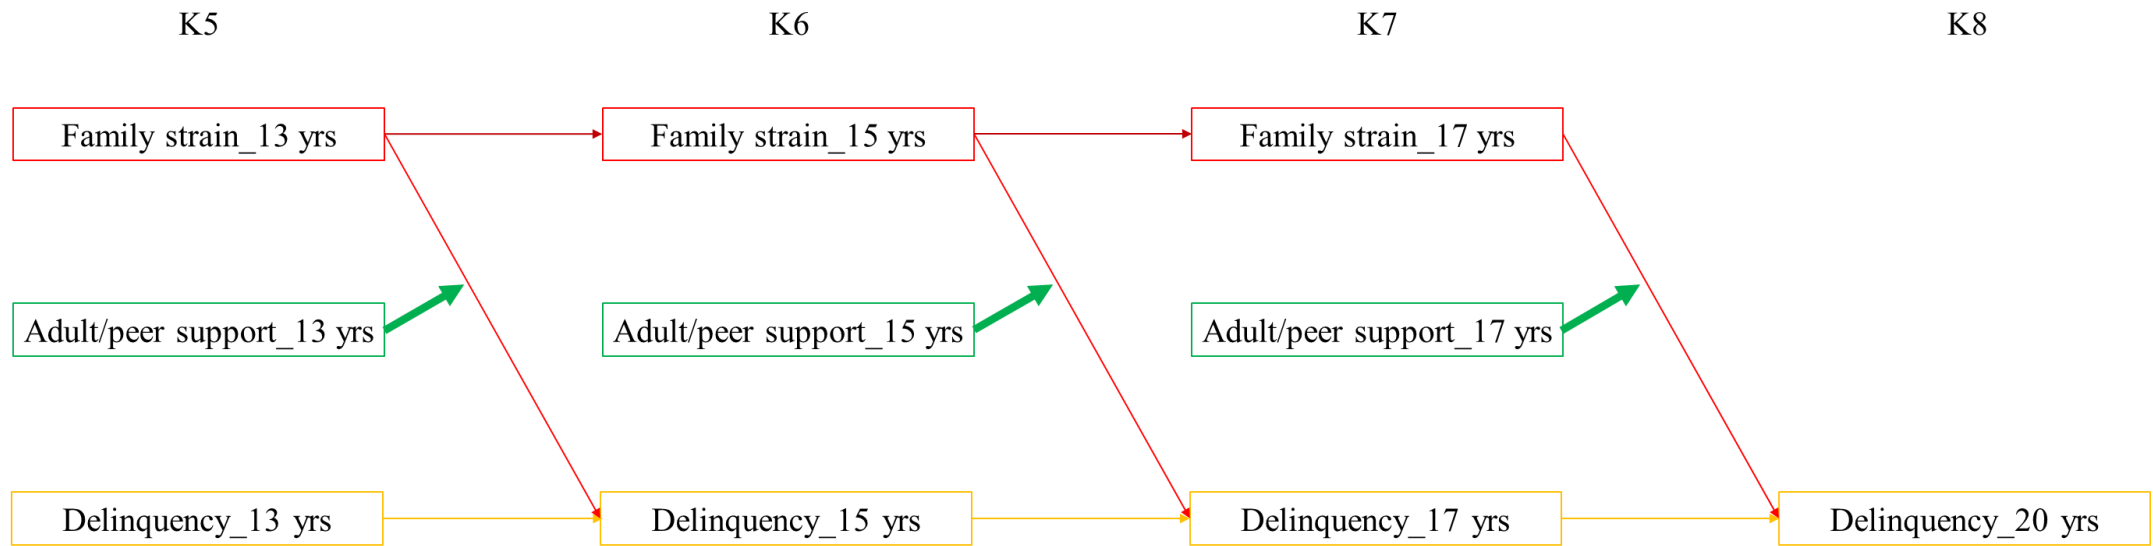 K5 K6 K7 K8
Family strain_13 yrs Family strain_15 yrs Family strain_17 yrs
Adult/peer support_13 yrs Adult/peer support_15 yrs Adult/peer support_17 yrs
Delinquency_13 yrs Delinquency_15 yrs Delinquency_17 yrs Delinquency_20 yrs